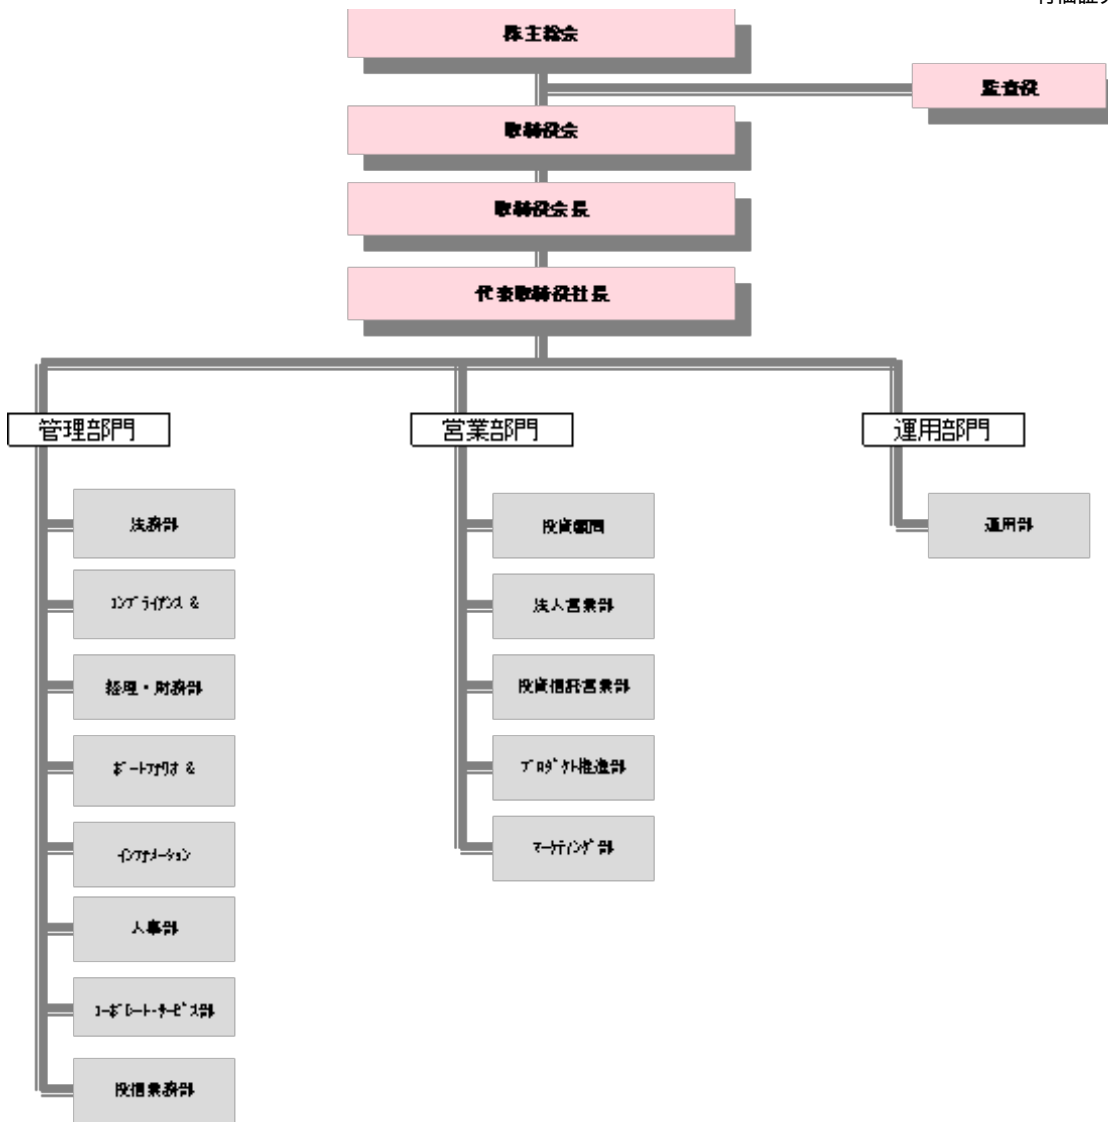 有価証
株主総会
監査役
取締役会
取締役会長
代表取締役社長
管理部門
営業部門
運用部門
法務部
投資顧問
運用部
ｺﾝﾌﾟﾗｲｱﾝｽ &
法人営業部
経理・財務部
投資信託営業部
ﾎﾟｰﾄﾌｫﾘｵ &
ﾌﾟﾛﾀﾞｸﾄ推進部
ｲﾝﾌｫﾒｰｼｮﾝ
ﾏｰｹﾃｨﾝｸﾞ部
人事部
ｺｰﾎﾟﾚｰﾄ･ｻｰﾋﾞｽ部
投信業務部